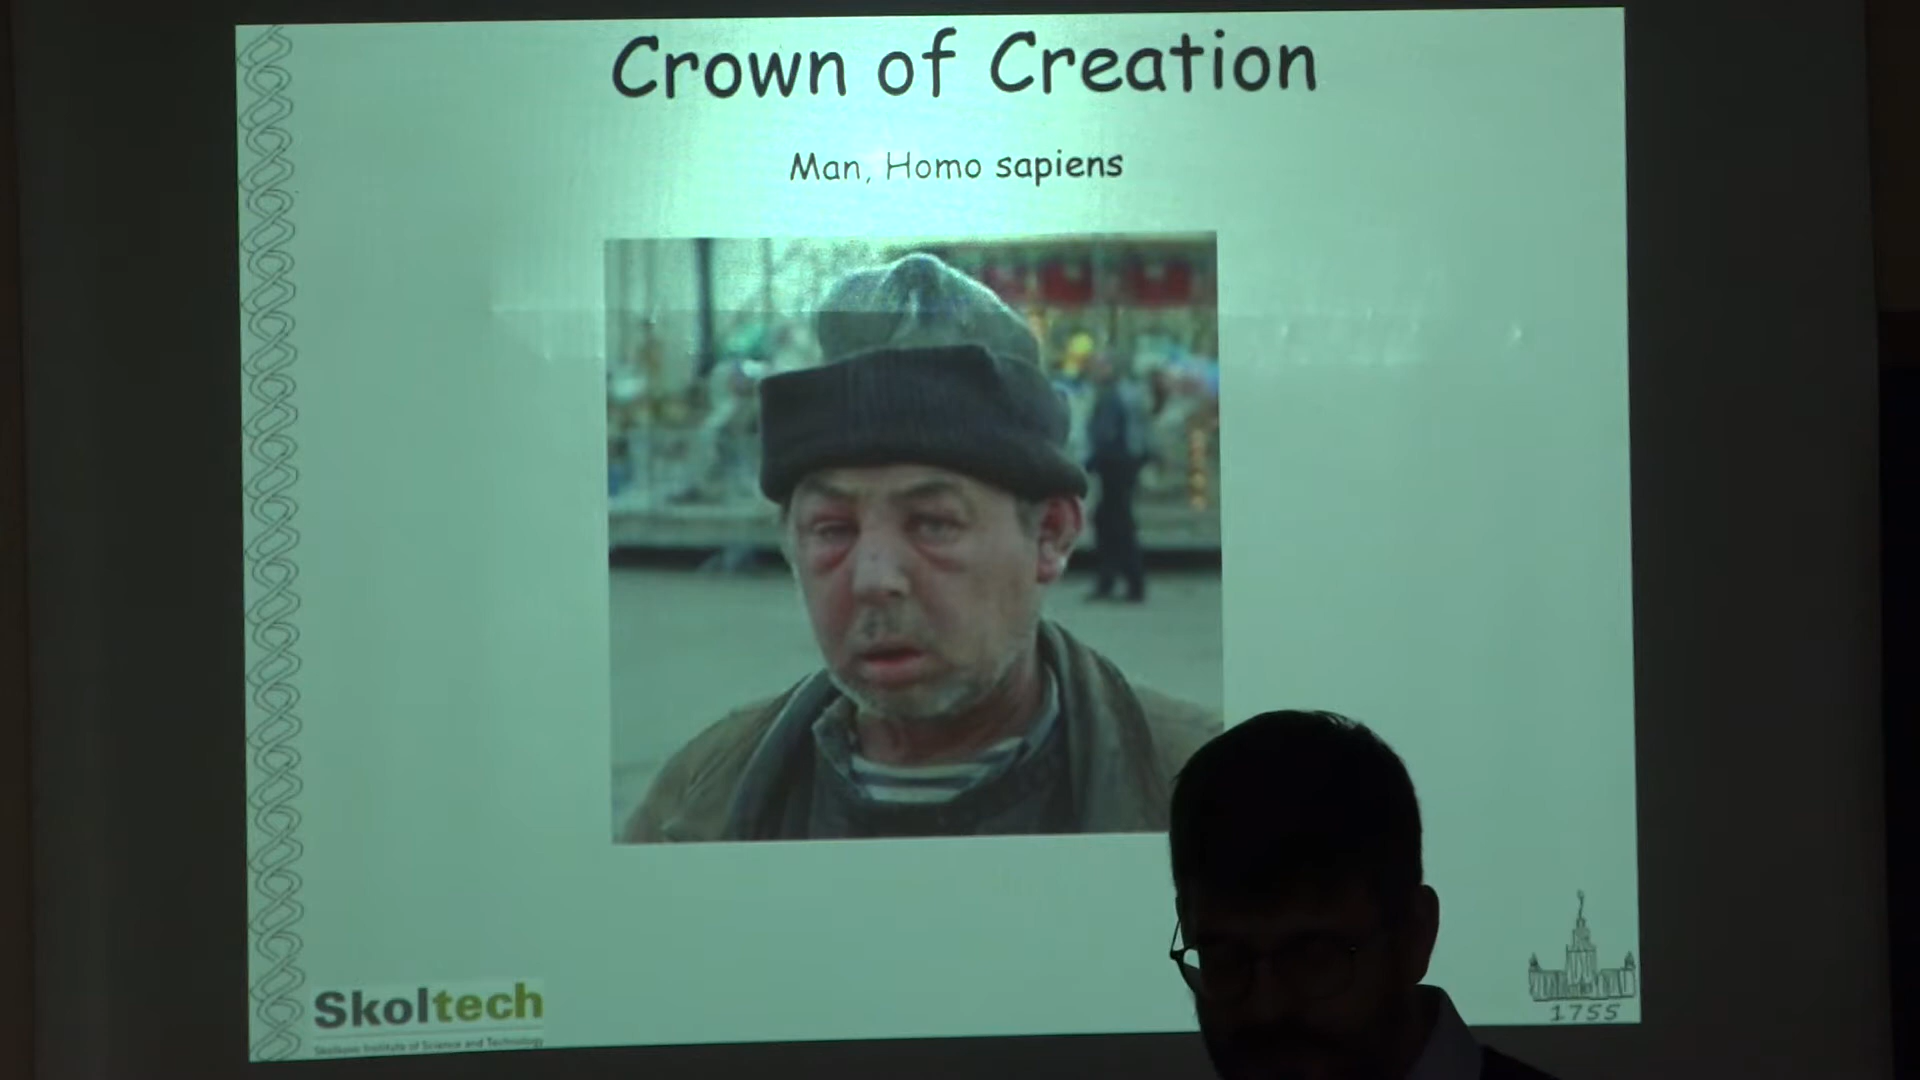 Crown of Creation
Man, Homo sapiens
Skoltech
Skolkovo Institute of Science and Technology
1755